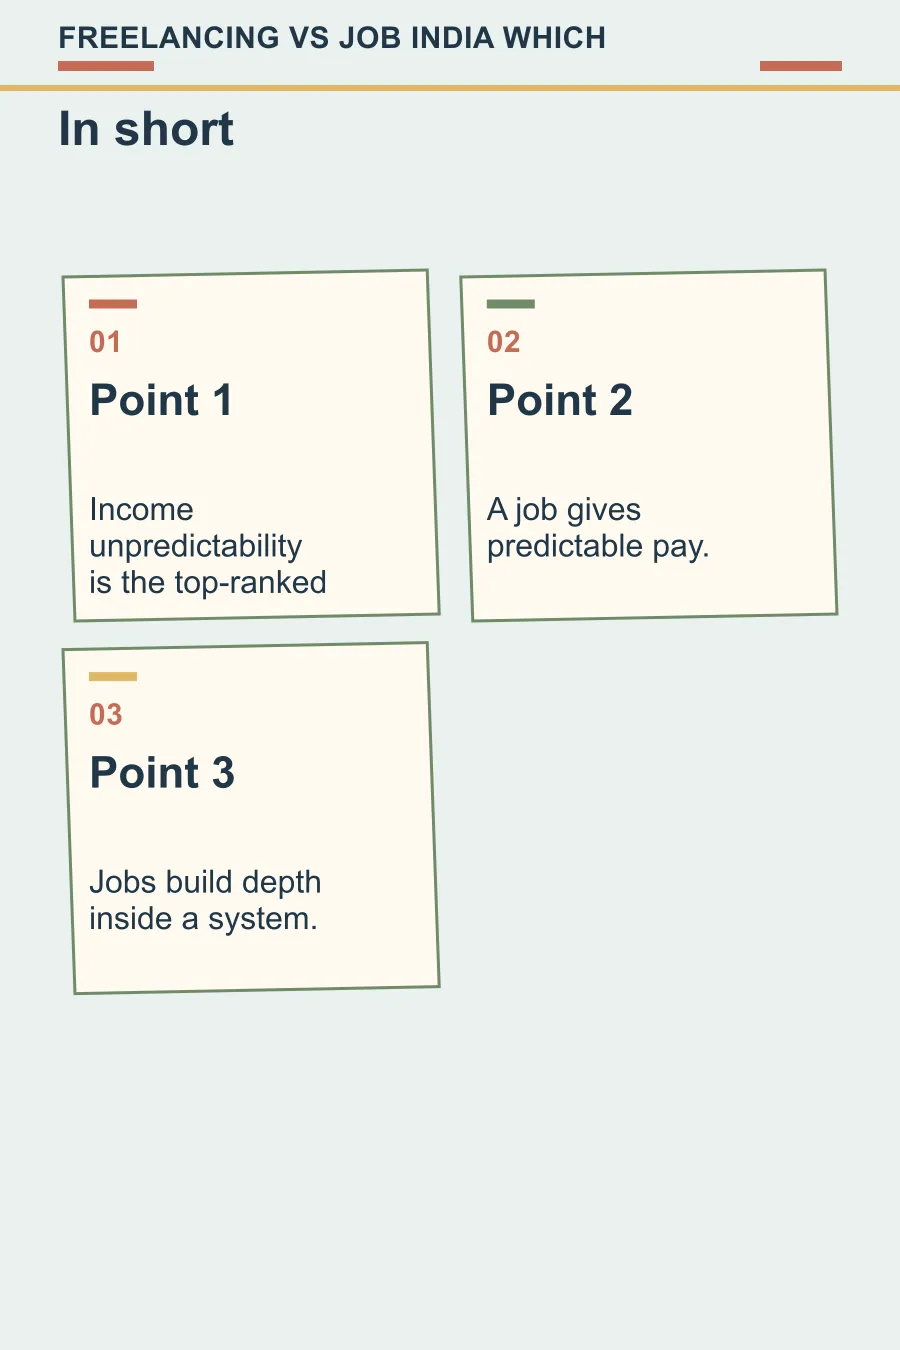 FREELANCING VS JOB INDIA WHICH
In short
01
Point 1
Income
unpredictability
is the top-ranked
02
Point 2
A job gives
predictable pay.
03
Point 3
Jobs build depth
inside a system.